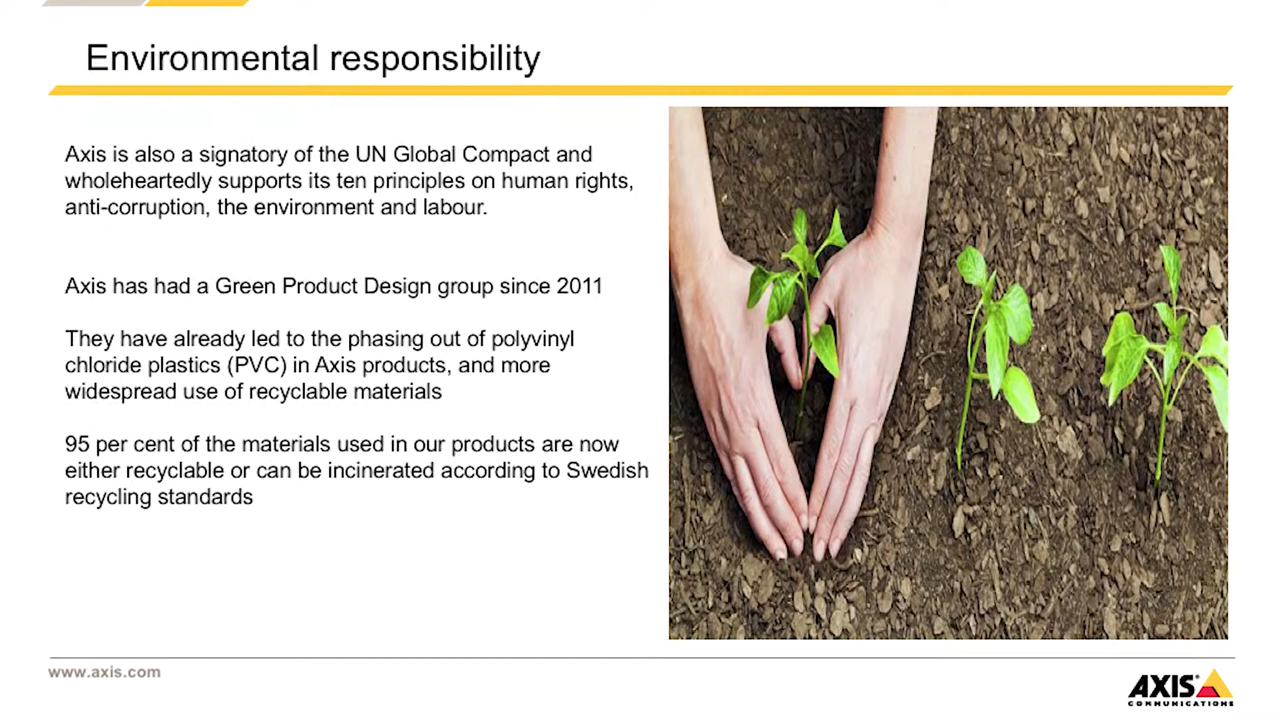 Environmental responsibility
Axis is also a signatory of the UN Global Compact and
wholeheartedly supports its ten principles on human rights,
anti-corruption, the environment and labour.
Axis has had a Green Product Design group since 2011
They have already led to the phasing out of polyvinyl
chloride plastics (PVC) in Axis products, and more
widespread use of recyclable materials
95 per cent of the materials used in our products are now
either recyclable or can be incinerated according to Swedish
recycling standards
www.axis.com
AXIS
COMMUNICATIONS